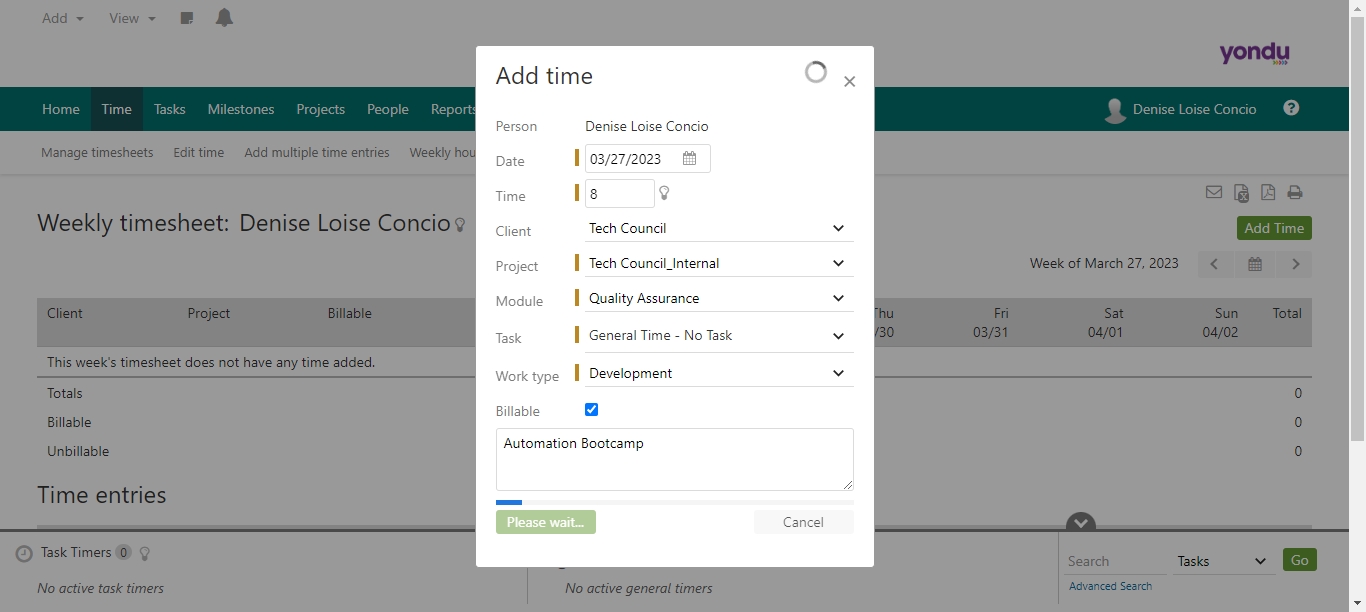 Add View
yondu
Home Time Tasks Milestones Projects People Reports Denise Loise Concio ?
Manage timesheets Edit time Add multiple time entries Weekly hou
Weekly timesheet: Denise Loise Concio
Add Time
Week of March 27, 2023
Client Project Billable Thu Fri Sat Sun Total
/30 03/31 04/01 04/02
This week's timesheet does not have any time added.
Totals 0
Billable 0
Unbillable 0
Time entries
Add time
Person Denise Loise Concio
Date 03/27/2023
Time 8
Client Tech Council
Project Tech Council_Internal
Module Quality Assurance
Task General Time - No Task
Work type Development
Billable
Automation Bootcamp
Please wait... Cancel
Task Timers 0
No active task timers
No active general timers
Search Tasks Go
Advanced Search